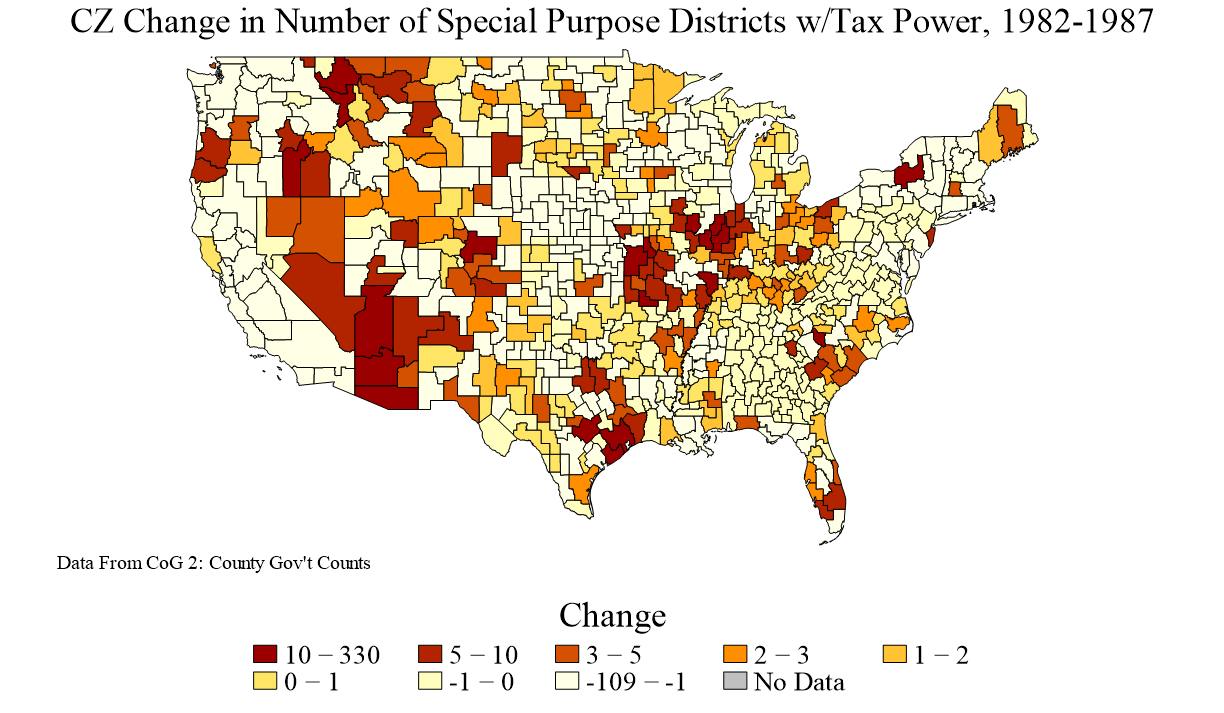 CZ Change in Number of Special Purpose Districts w/Tax Power, 1982-1987
Data From CoG 2: County Gov't Counts
Change
10 – 330 5 – 10 3 – 5 2 – 3 1 – 2
0 – 1 -1 – 0 -109 – -1 No Data